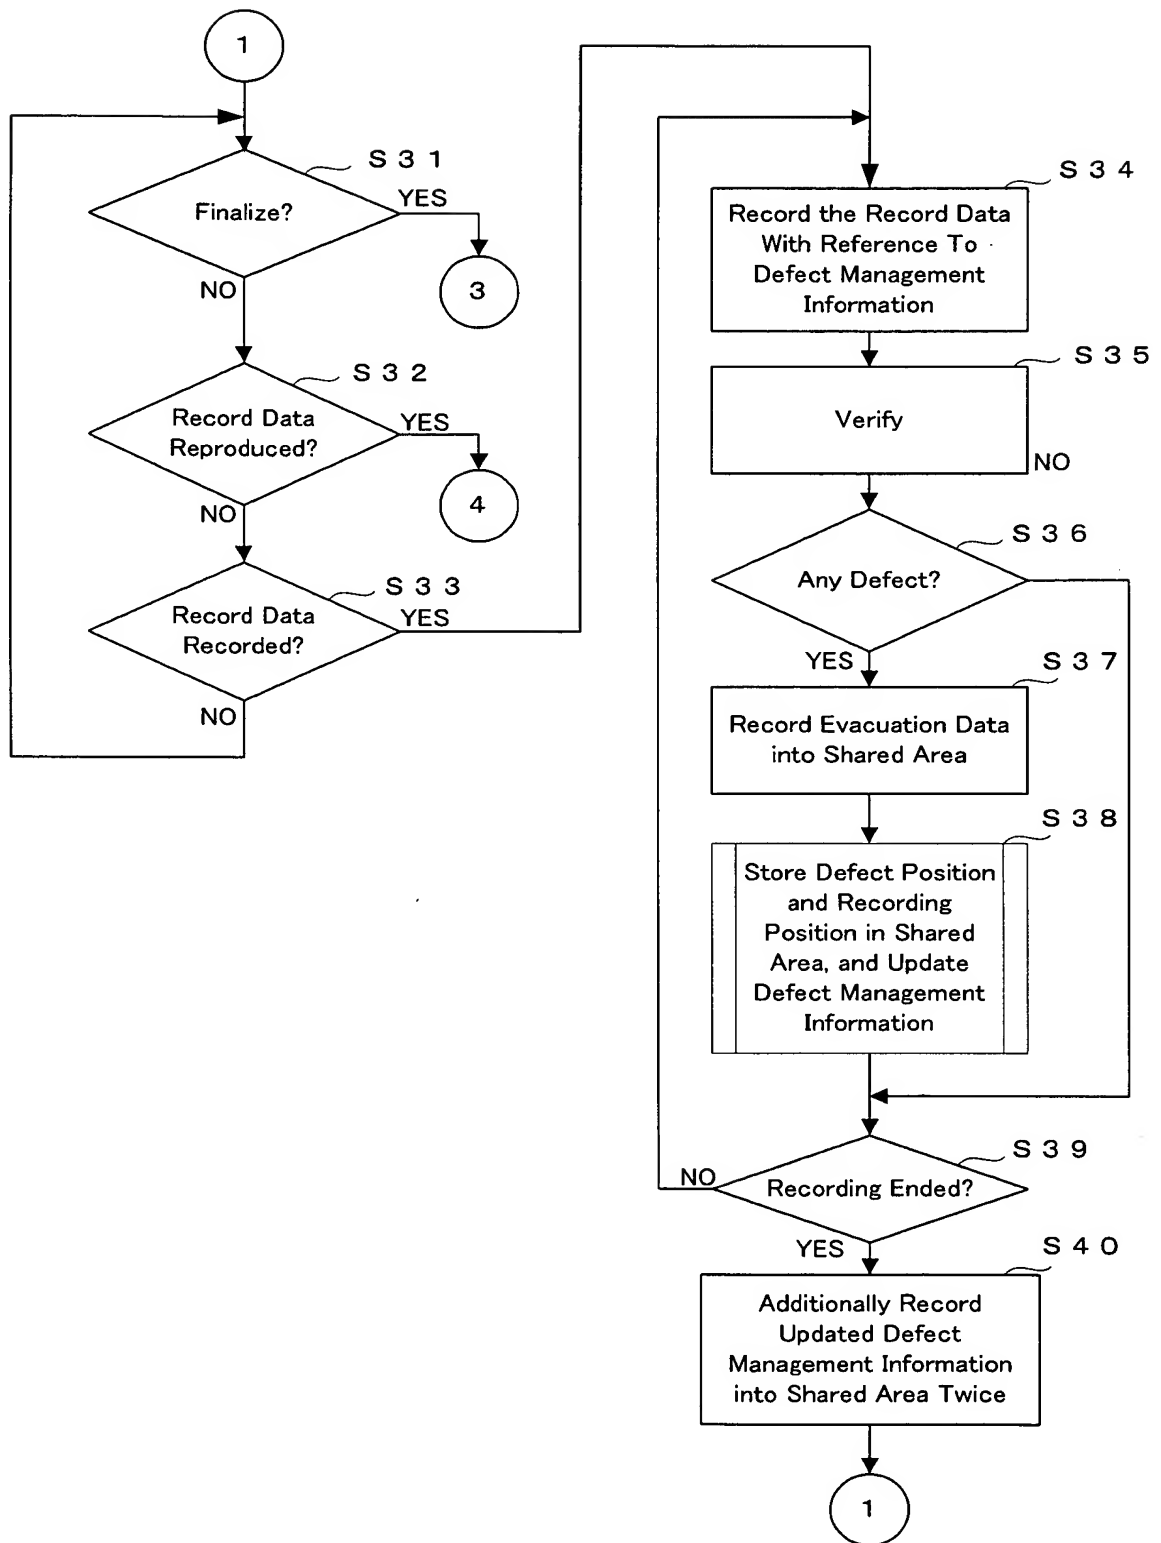 1
S31
Finalize?
YES
3
NO
S32
Record Data
Reproduced?
YES
4
NO
S33
Record Data
Recorded?
YES
NO
S34
Record the Record Data
With Reference To
Defect Management
Information
S35
Verify
NO
S36
Any Defect?
YES
S37
Record Evacuation Data
into Shared Area
S38
Store Defect Position
and Recording
Position in Shared
Area, and Update
Defect Management
Information
S39
NO
Recording Ended?
YES
S40
Additionally Record
Updated Defect
Management Information
into Shared Area Twice
1